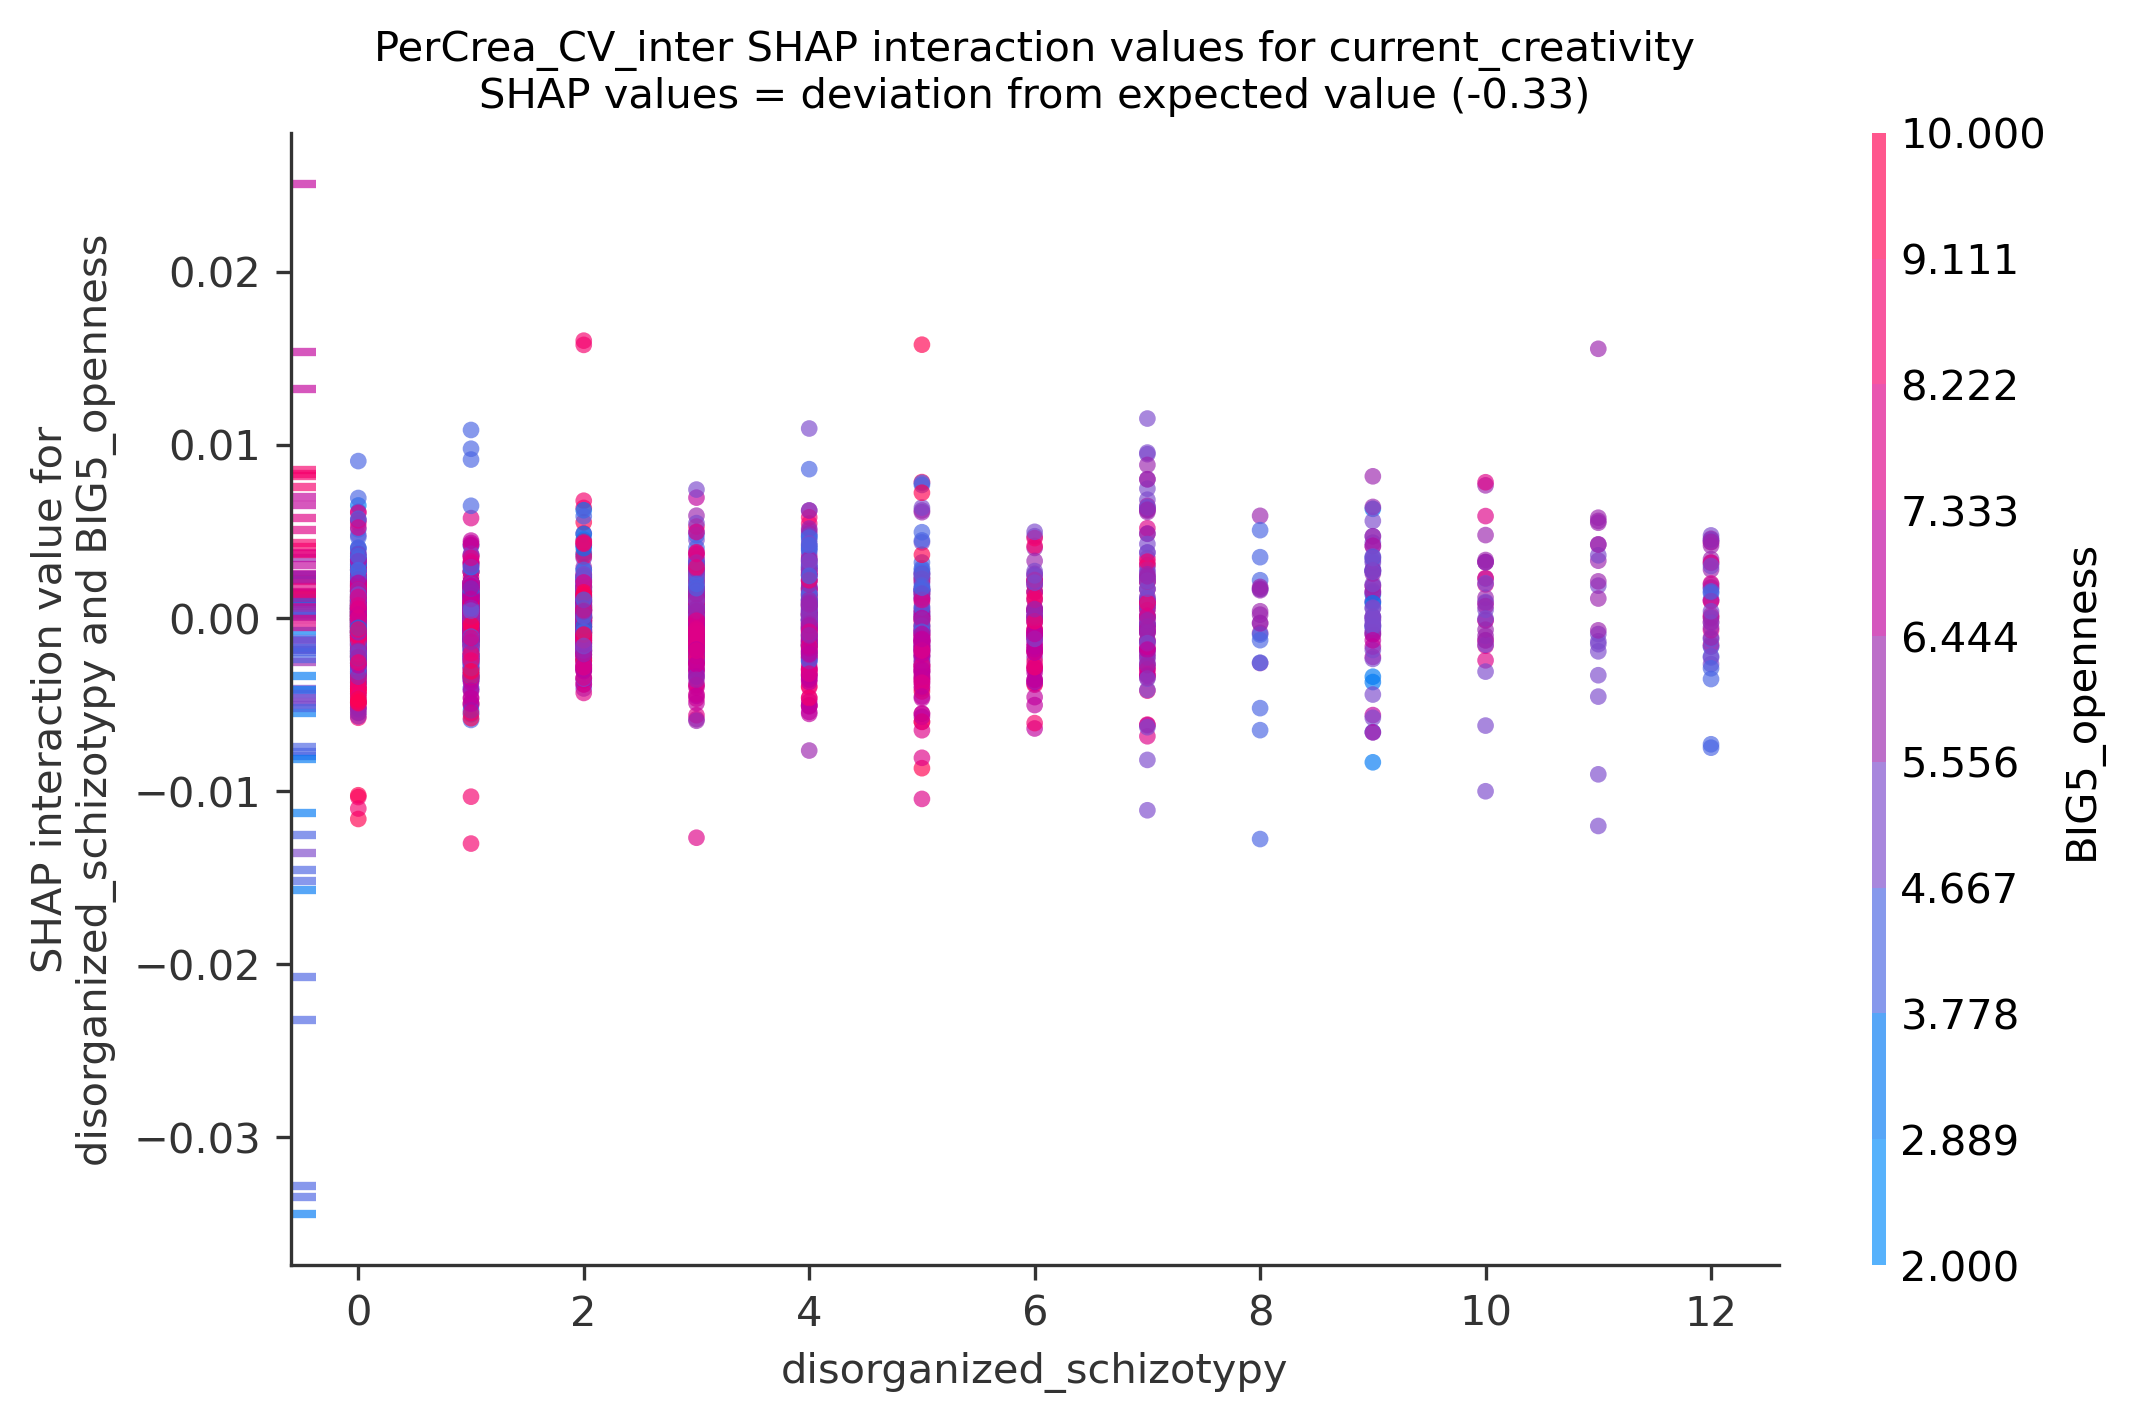 PerCrea_CV_inter SHAP interaction values for current_creativity
SHAP values = deviation from expected value (-0.33)
SHAP interaction value for
disorganized_schizotypy and BIG5_openness
0.02
0.01
0.00
−0.01
−0.02
−0.03
0 2 4 6 8 10 12
disorganized_schizotypy
10.000
9.111
8.222
7.333
6.444
5.556
4.667
3.778
2.889
2.000
BIG5_openness